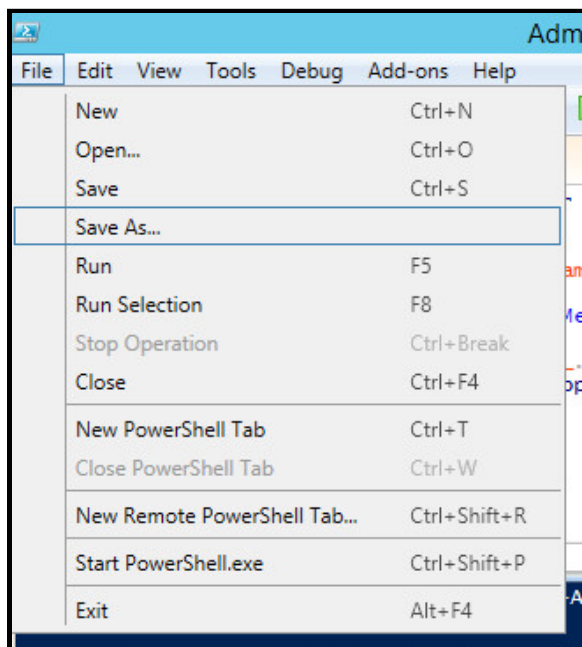 Adm
File Edit View Tools Debug Add-ons Help
New Ctrl+N
Open... Ctrl+O
Save Ctrl+S
Save As...
Run F5
Run Selection F8
Stop Operation Ctrl+Break
Close Ctrl+F4
New PowerShell Tab Ctrl+T
Close PowerShell Tab Ctrl+W
New Remote PowerShell Tab... Ctrl+Shift+R
Start PowerShell.exe Ctrl+Shift+P
Exit Alt+F4